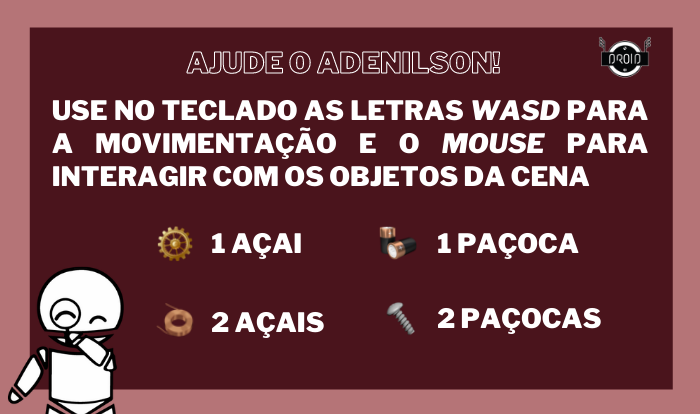 AJUDE O ADENILSON!
DROID
USE NO TECLADO AS LETRAS WASD PARA
A MOVIMENTAÇÃO E O MOUSE PARA
INTERAGIR COM OS OBJETOS DA CENA
1 AÇAI
1 PAÇOCA
2 AÇAIS
2 PAÇOCAS